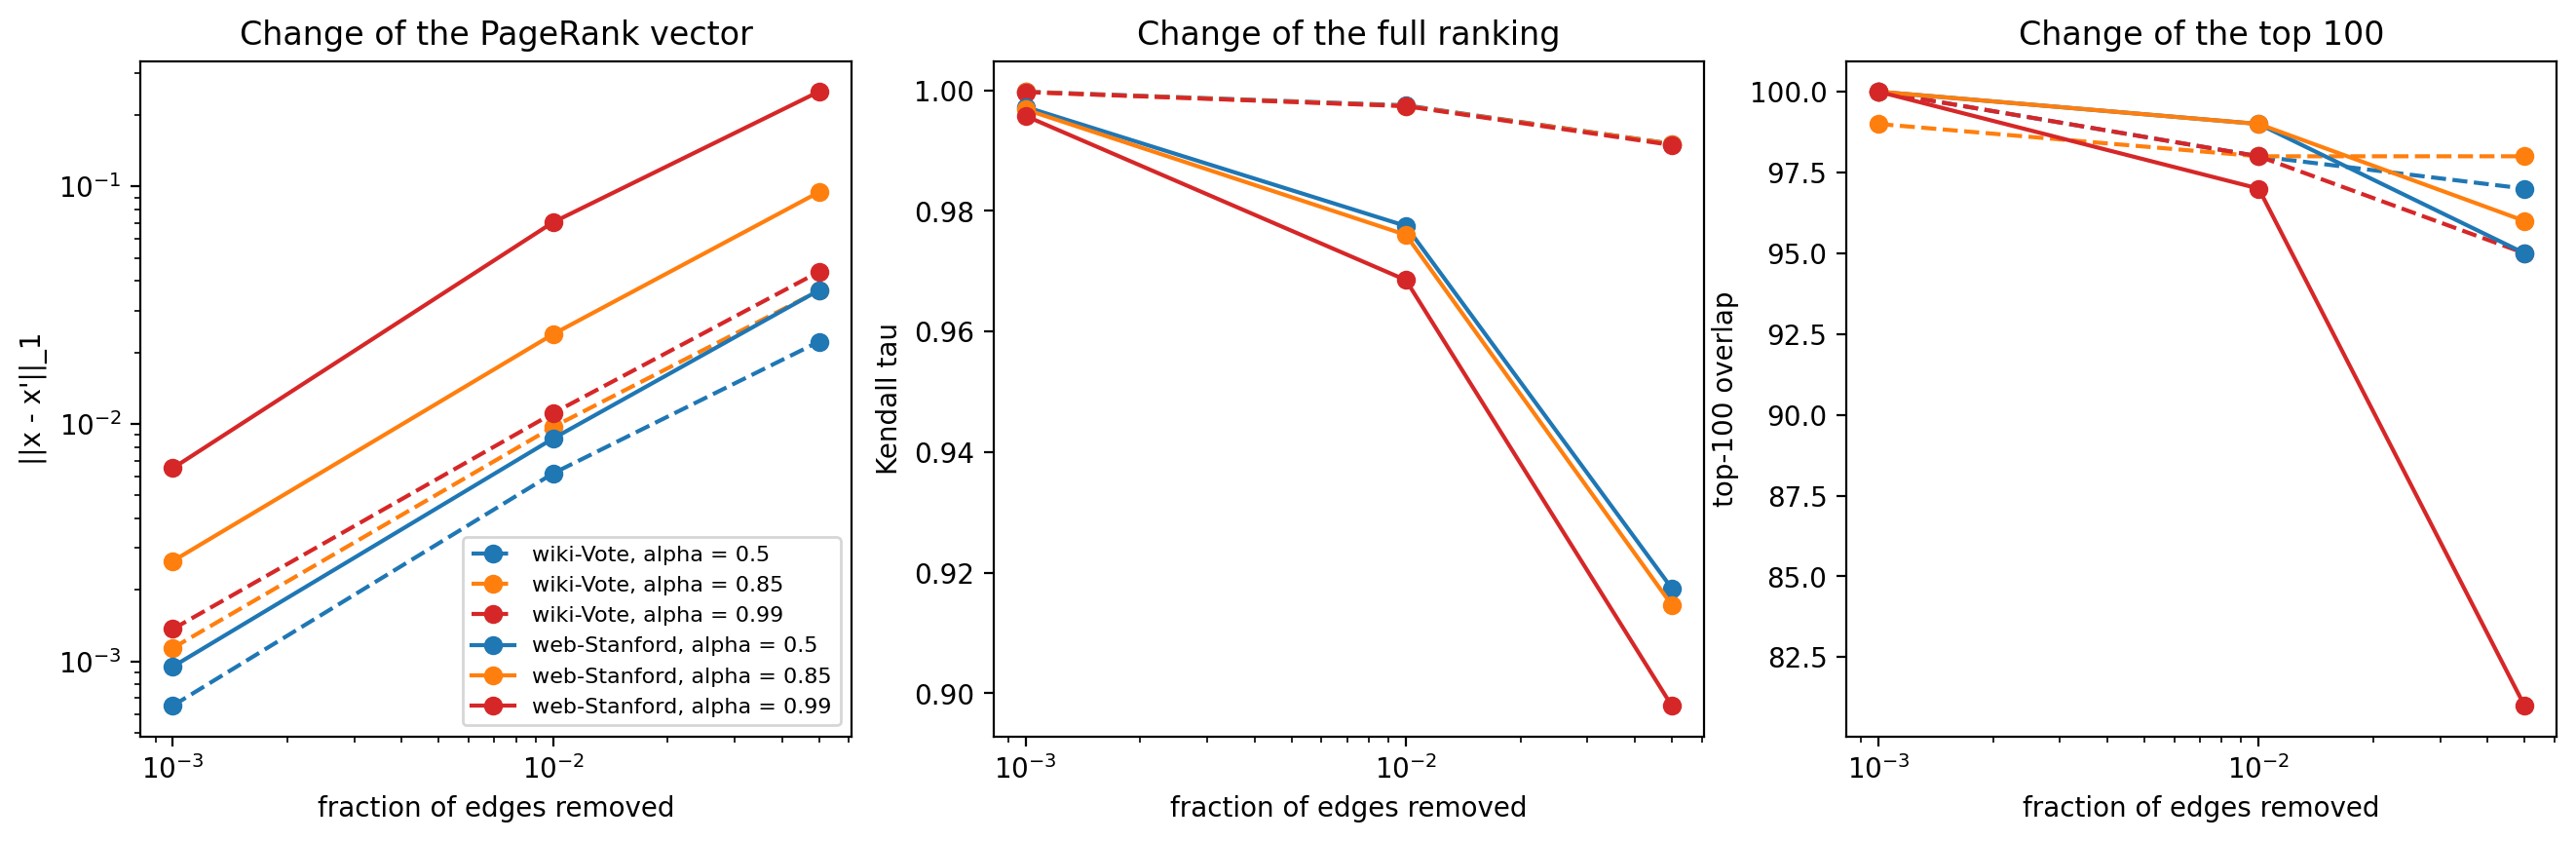 Change of the PageRank vector
||x - x'||_1
10⁻¹
10⁻²
10⁻³
wiki-Vote, alpha = 0.5
wiki-Vote, alpha = 0.85
wiki-Vote, alpha = 0.99
web-Stanford, alpha = 0.5
web-Stanford, alpha = 0.85
web-Stanford, alpha = 0.99
10⁻³
10⁻²
fraction of edges removed
Change of the full ranking
Kendall tau
1.00
0.98
0.96
0.94
0.92
0.90
10⁻³
10⁻²
fraction of edges removed
Change of the top 100
top-100 overlap
100.0
97.5
95.0
92.5
90.0
87.5
85.0
82.5
10⁻³
10⁻²
fraction of edges removed